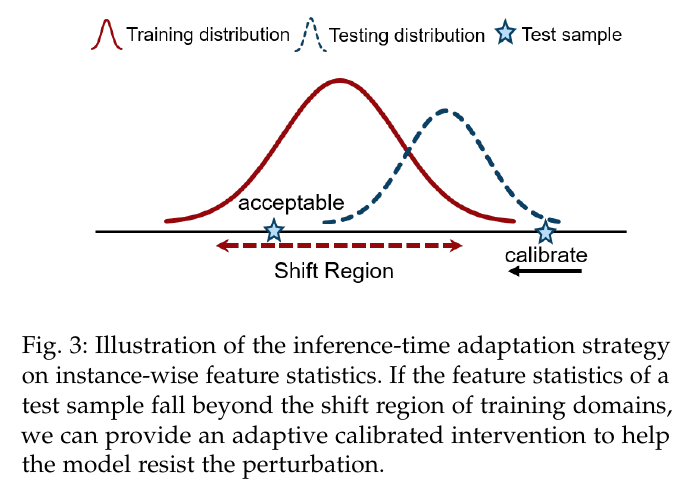 Training distribution Testing distribution Test sample
acceptable
calibrate
Shift Region
Fig. 3: Illustration of the inference-time adaptation strategy
on instance-wise feature statistics. If the feature statistics of a
test sample fall beyond the shift region of training domains,
we can provide an adaptive calibrated intervention to help
the model resist the perturbation.